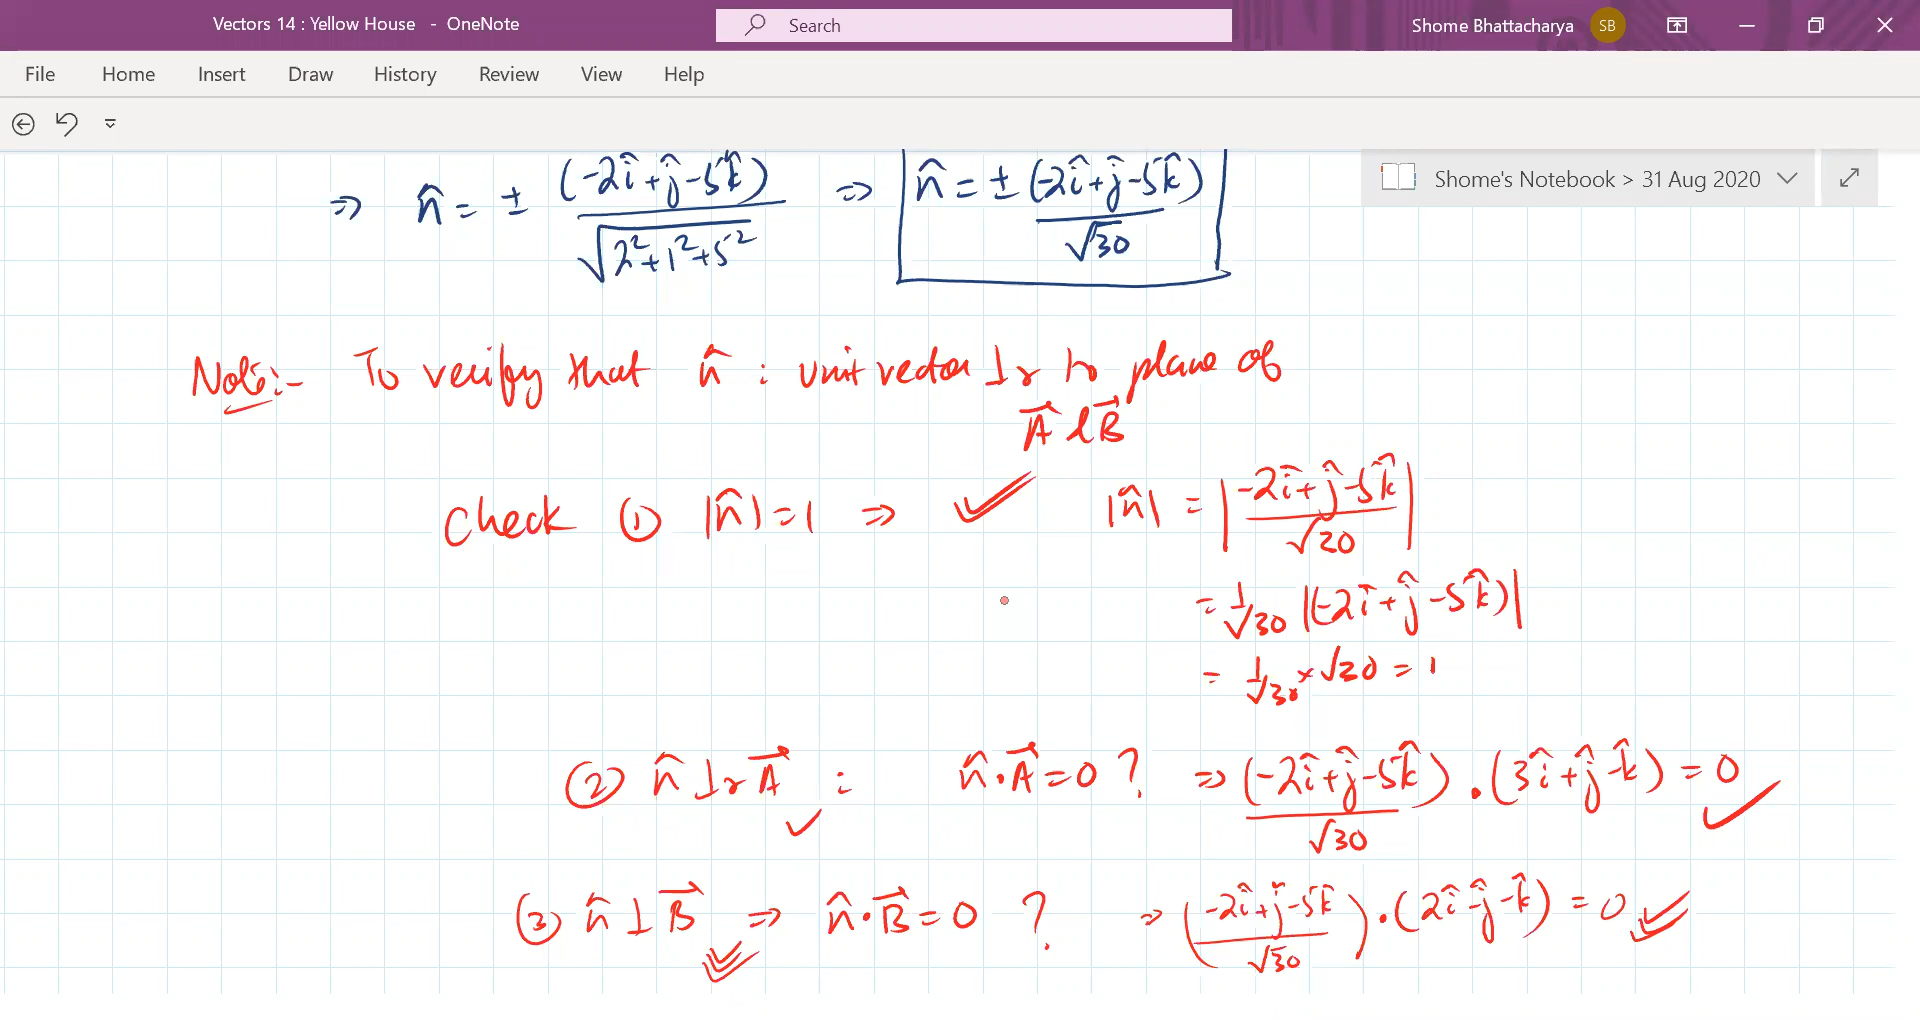 Vectors 14 : Yellow House - OneNote
Search
Shome Bhattacharya SB
File Home Insert Draw History Review View Help
Shome's Notebook > 31 Aug 2020
⇒ n̂ = ± (-2î+ĵ-5k̂)/√(2²+1²+5²) ⇒ n̂ = ± (-2î+ĵ-5k̂)/√30
Note:- To verify that n̂ : unit vector ⊥r to plane of
A⃗ & B⃗
Check ① |n̂| = 1 ⇒ ✓ |n̂| = |(-2î+ĵ-5k̂)/√30|
= 1/√30 |(-2î+ĵ-5k̂)|
= 1/√30 × √30 = 1
② n̂ ⊥r A⃗ : ✓ n̂·A⃗ = 0 ? ⇒ (-2î+ĵ-5k̂)/√30 · (3î+ĵ-k̂) = 0 ✓
③ n̂ ⊥ B⃗ ✓ ⇒ n̂·B⃗ = 0 ? ⇒ ((-2î+ĵ-5k̂)/√30) · (2î-ĵ-k̂) = 0 ✓